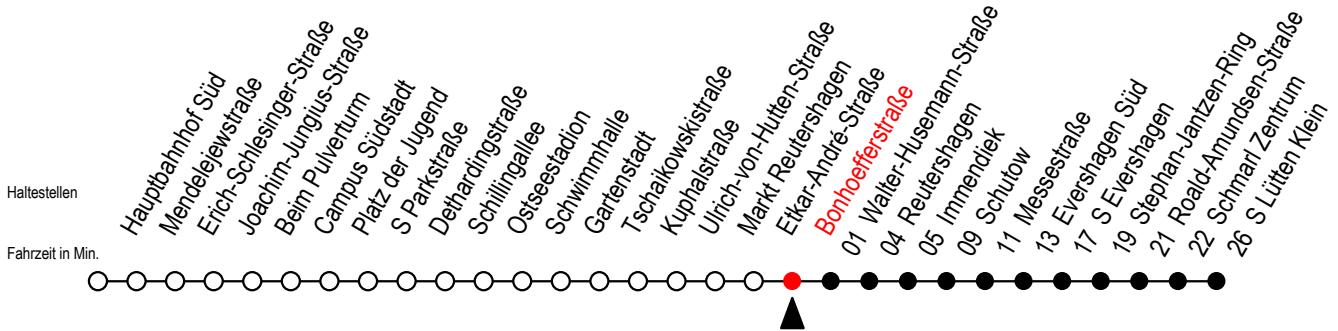 Haltestellen
Fahrzeit in Min.
Hauptbahnhof Süd
Mendelejewstraße
Erich-Schlesinger-Straße
Joachim-Jungius-Straße
Beim Pulverturm
Campus Südstadt
Platz der Jugend
S Parkstraße
Dethardingstraße
Schillingallee
Ostseestadion
Schwimmhalle
Gartenstadt
Tschaikowskistraße
Kuphalstraße
Ulrich-von-Hutten-Straße
Markt Reutershagen
Etkar-André-Straße
Bonhoefferstraße
01 Walter-Husemann-Straße
04 Reutershagen
05 Immendiek
09 Schutow
11 Messestraße
13 Evershagen Süd
17 S Evershagen
19 Stephan-Jantzen-Ring
21 Roald-Amundsen-Straße
22 Schmarl Zentrum
26 S Lütten Klein